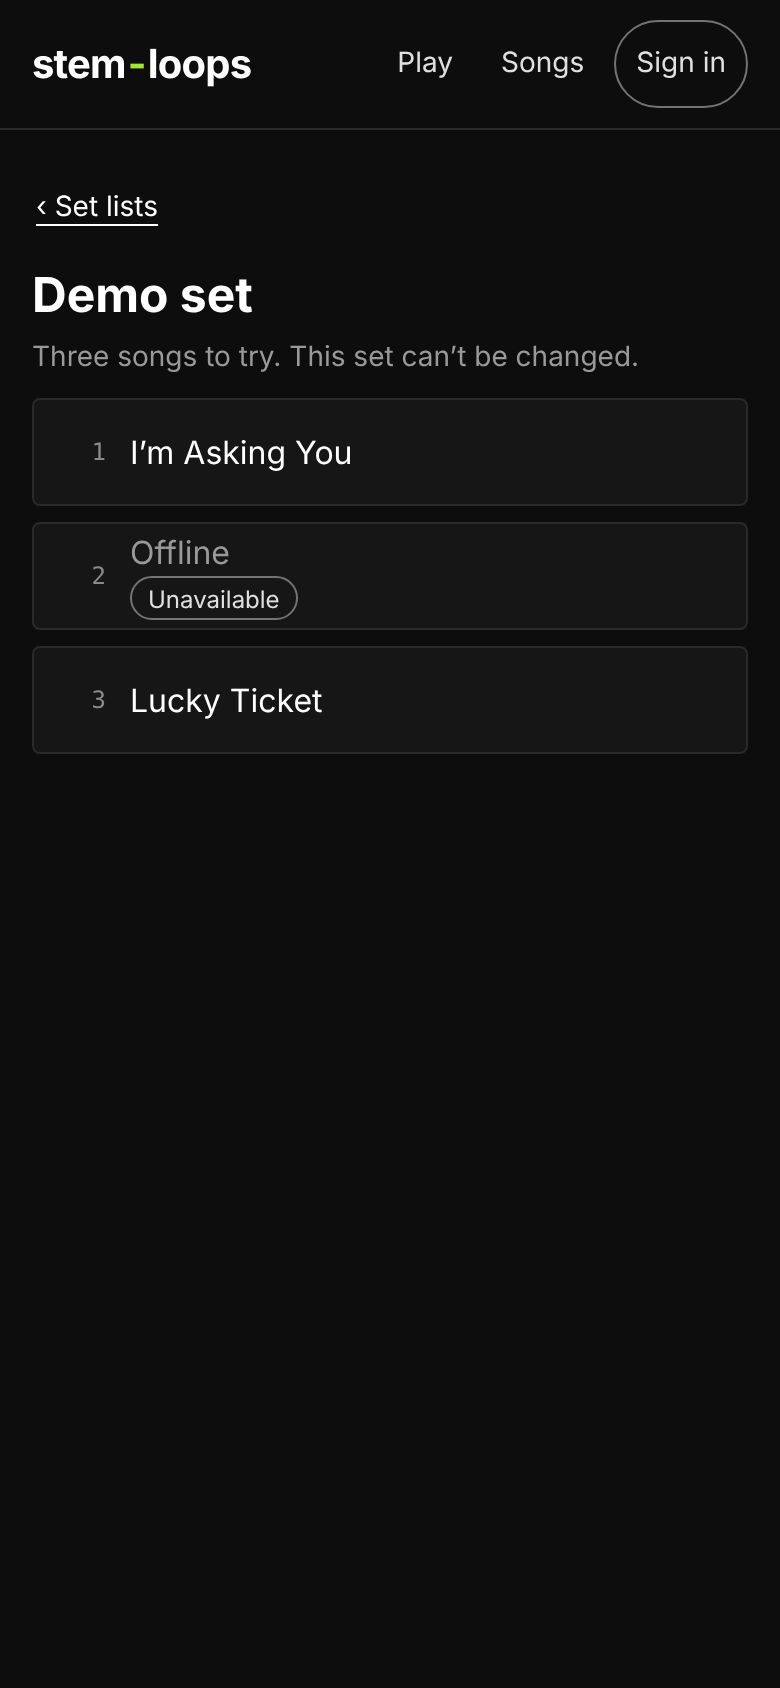 stem-loops
Play
Songs
Sign in
‹ Set lists
Demo set
Three songs to try. This set can’t be changed.
1 I’m Asking You
2 Offline
Unavailable
3 Lucky Ticket